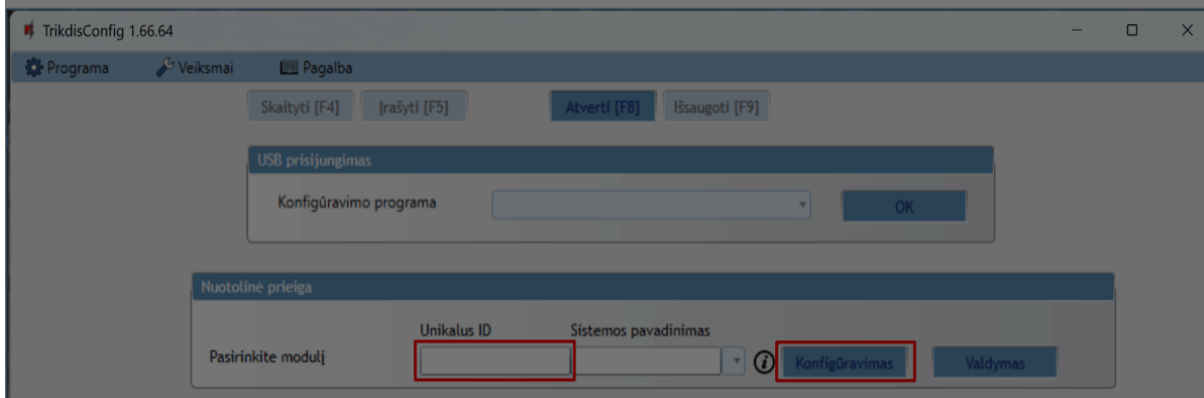 TrikdisConfig 1.66.64
Programa Veiksmai Pagalba
Skaityti [F4] Įrašyti [F5] Atverti [F8] Išsaugoti [F9]
USB prisijungimas
Konfigūravimo programa OK
Nuotolinė prieiga
Unikalus ID Sistemos pavadinimas
Pasirinkite modulį Konfigūravimas Valdymas